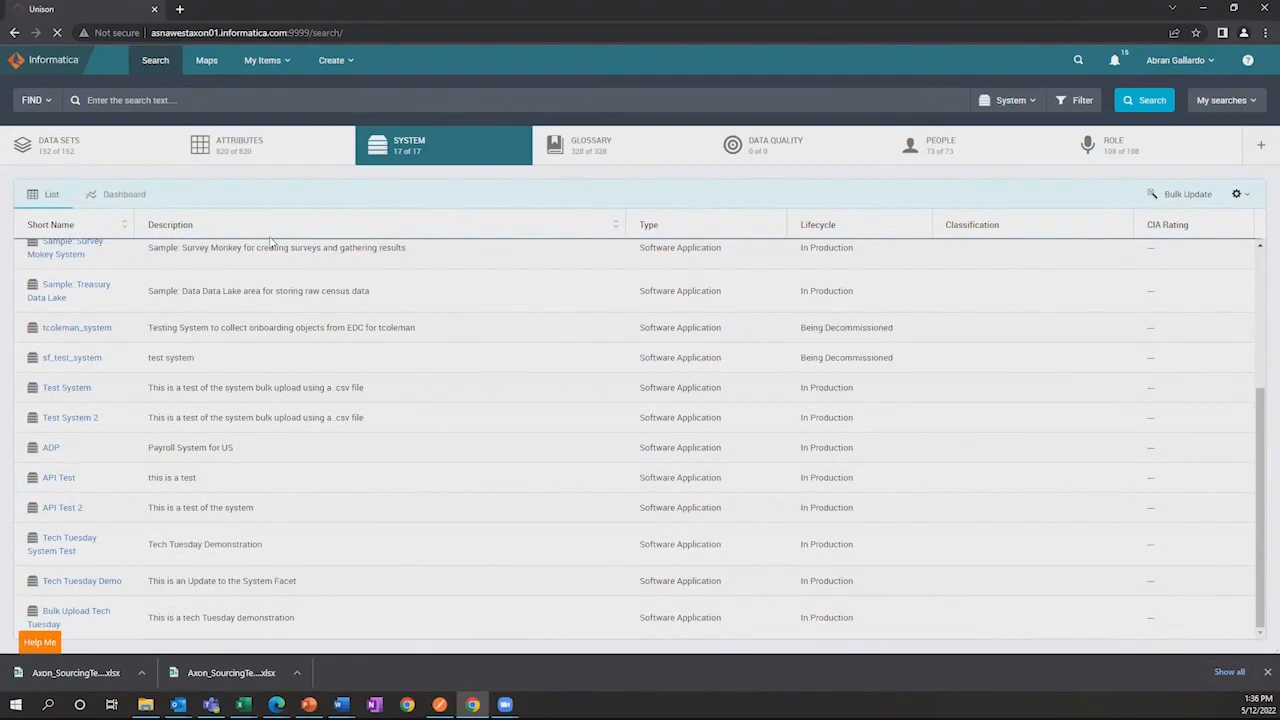 Unison
Not secure asnawestaxon01.informatica.com:9999/search/
Informatica Search Maps My Items Create 15 Abran Gallardo
FIND Enter the search text.... System Filter Search My searches
DATA SETS 152 of 152
ATTRIBUTES 820 of 820
SYSTEM 17 of 17
GLOSSARY 328 of 328
DATA QUALITY 0 of 0
PEOPLE 73 of 73
ROLE 108 of 108
List Dashboard Bulk Update
Short Name Description Type Lifecycle Classification CIA Rating
Sample: Survey Mokey System Sample: Survey Monkey for creating surveys and gathering results Software Application In Production —
Sample: Treasury Data Lake Sample: Data Data Lake area for storing raw census data Software Application In Production —
tcoleman_system Testing System to collect onboarding objects from EDC for tcoleman Software Application Being Decommissioned —
sf_test_system test system Software Application Being Decommissioned —
Test System This is a test of the system bulk upload using a .csv file Software Application In Production —
Test System 2 This is a test of the system bulk upload using a .csv file Software Application In Production —
ADP Payroll System for US Software Application In Production —
API Test this is a test Software Application In Production —
API Test 2 This is a test of the system Software Application In Production —
Tech Tuesday System Test Tech Tuesday Demonstration Software Application In Production —
Tech Tuesday Demo This is an Update to the System Facet Software Application In Production —
Bulk Upload Tech Tuesday This is a tech Tuesday demonstration Software Application In Production —
Help Me
Axon_SourcingTe....xlsx Axon_SourcingTe....xlsx Show all
1:36 PM
5/12/2022